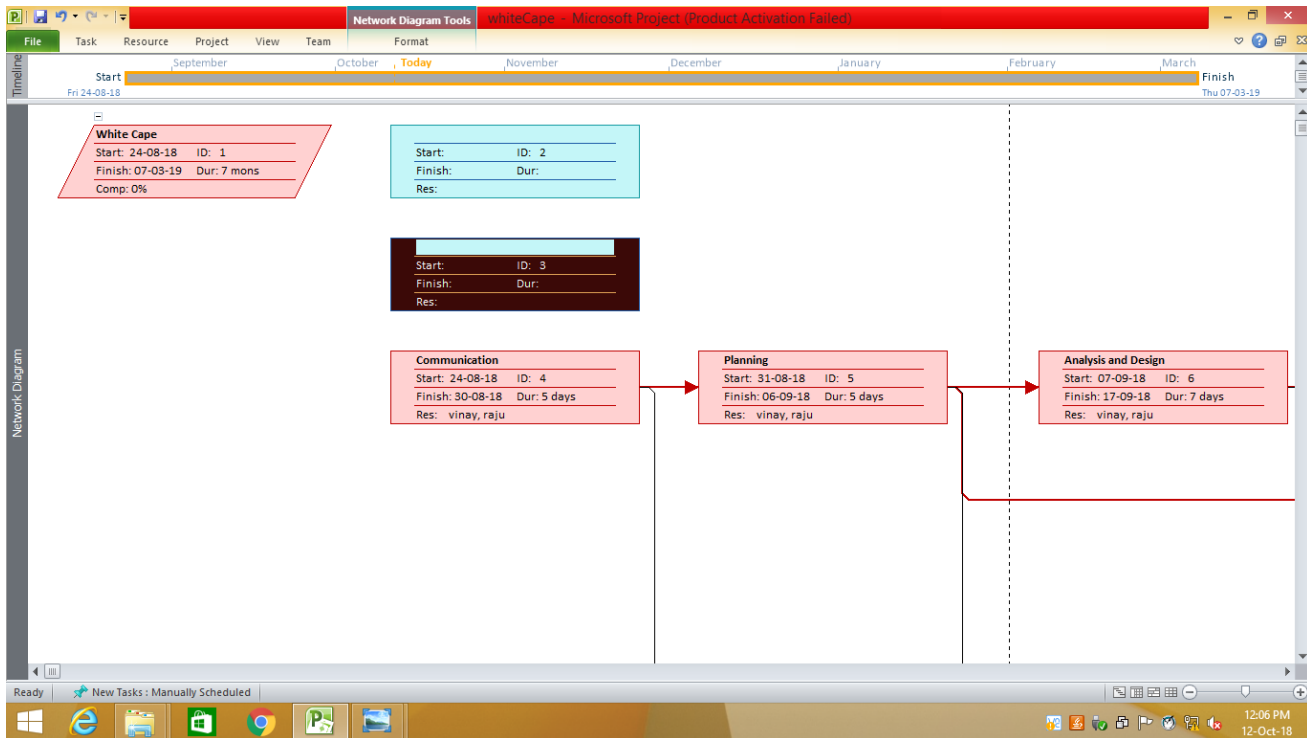 Network Diagram Tools
whiteCape - Microsoft Project (Product Activation Failed)
File Task Resource Project View Team Format
Timeline
September October Today November December January February March
Start
Fri 24-08-18
Finish
Thu 07-03-19
Network Diagram
White Cape
Start: 24-08-18 ID: 1
Finish: 07-03-19 Dur: 7 mons
Comp: 0%
Start: ID: 2
Finish: Dur:
Res:
Start: ID: 3
Finish: Dur:
Res:
Communication
Start: 24-08-18 ID: 4
Finish: 30-08-18 Dur: 5 days
Res: vinay, raju
Planning
Start: 31-08-18 ID: 5
Finish: 06-09-18 Dur: 5 days
Res: vinay, raju
Analysis and Design
Start: 07-09-18 ID: 6
Finish: 17-09-18 Dur: 7 days
Res: vinay, raju
Ready New Tasks : Manually Scheduled
12:06 PM
12-Oct-18